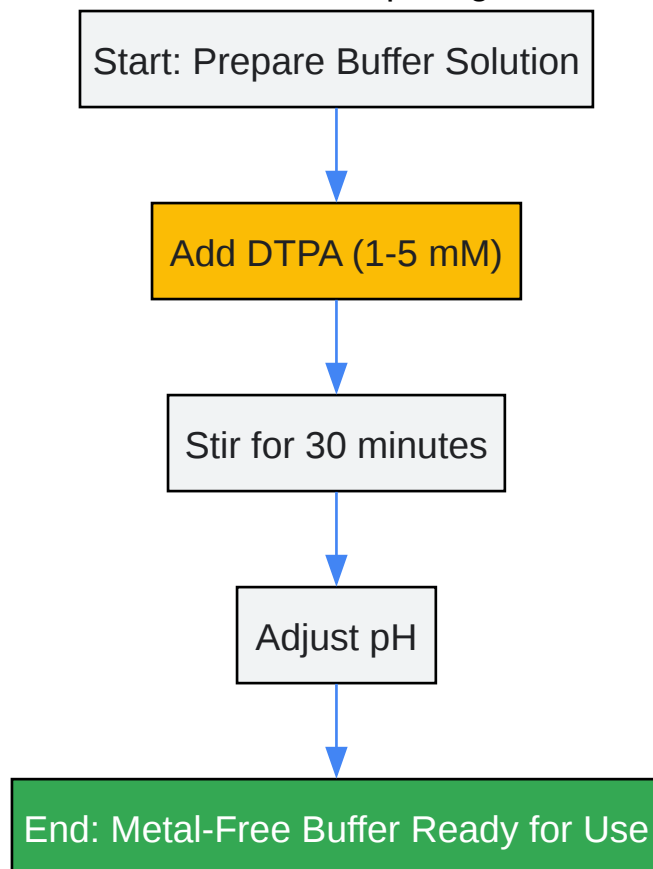 Start: Prepare Buffer Solution
Add DTPA (1-5 mM)
Stir for 30 minutes
Adjust pH
End: Metal-Free Buffer Ready for Use